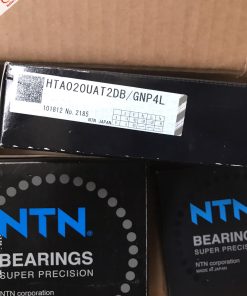 HTA020UAT2DB/GNP4L
101812 No. 2185
NTN JAPAN
NTN
BEARINGS
SUPER PRECISION
NTN corporation
NTN
BEARINGS
SUPER PRECISION
NTN corporation
MADE IN JAPAN